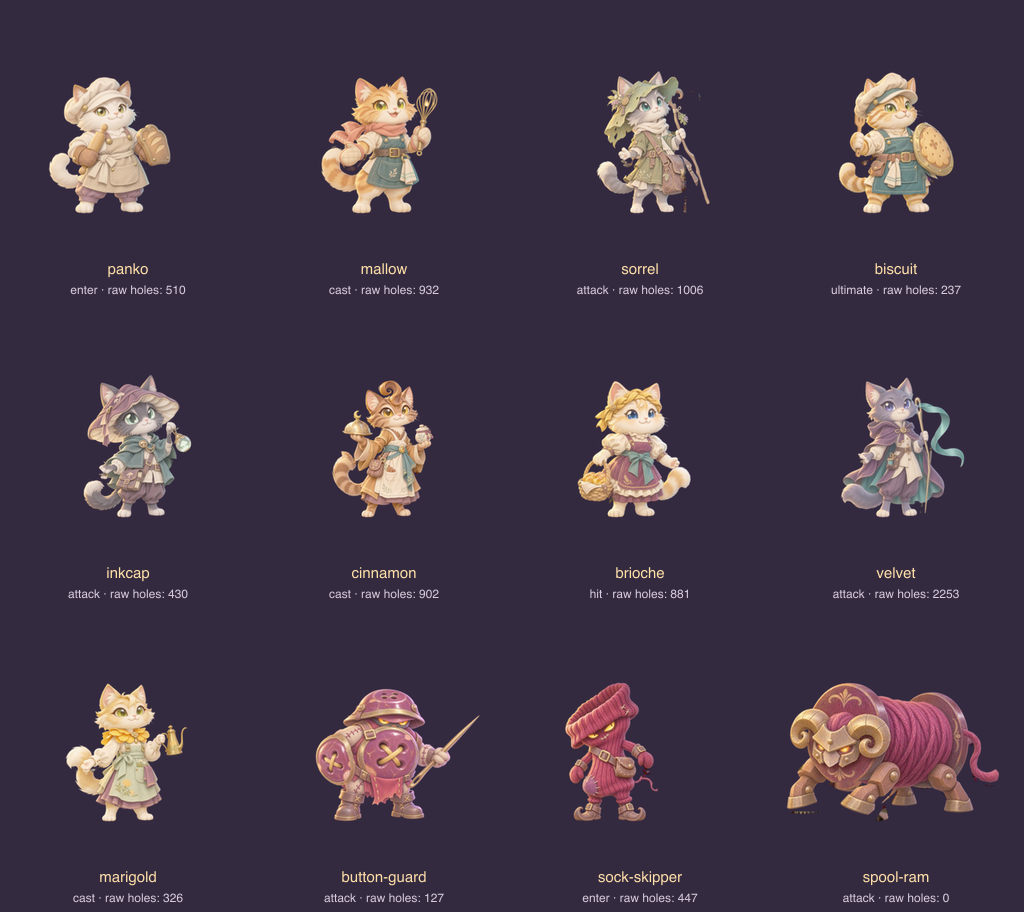 panko
enter · raw holes: 510
mallow
cast · raw holes: 932
sorrel
attack · raw holes: 1006
biscuit
ultimate · raw holes: 237
inkcap
attack · raw holes: 430
cinnamon
cast · raw holes: 902
brioche
hit · raw holes: 881
velvet
attack · raw holes: 2253
marigold
cast · raw holes: 326
button-guard
attack · raw holes: 127
sock-skipper
enter · raw holes: 447
spool-ram
attack · raw holes: 0